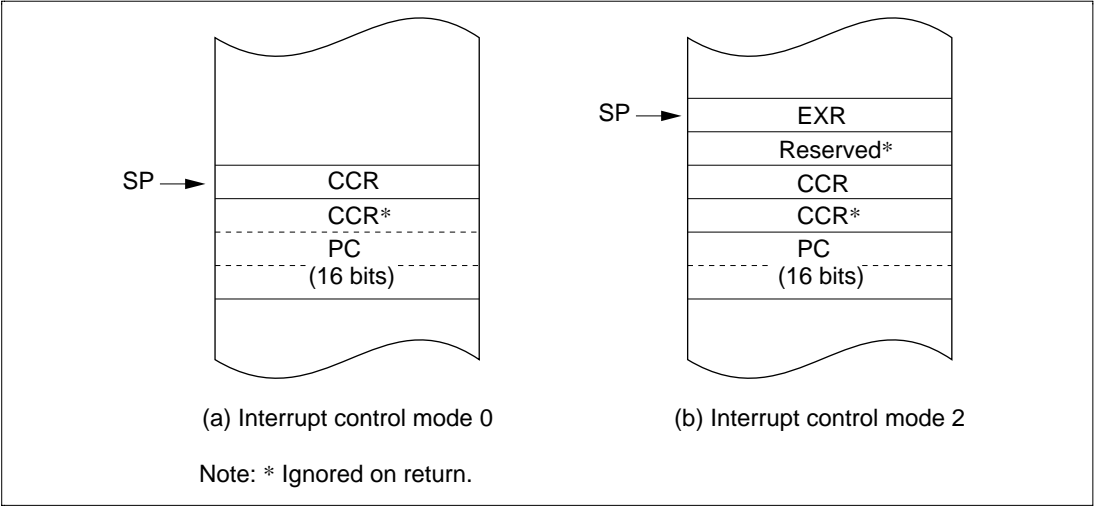 SP
CCR
CCR*
PC
(16 bits)
(a) Interrupt control mode 0
SP
EXR
Reserved*
CCR
CCR*
PC
(16 bits)
(b) Interrupt control mode 2
Note: * Ignored on return.